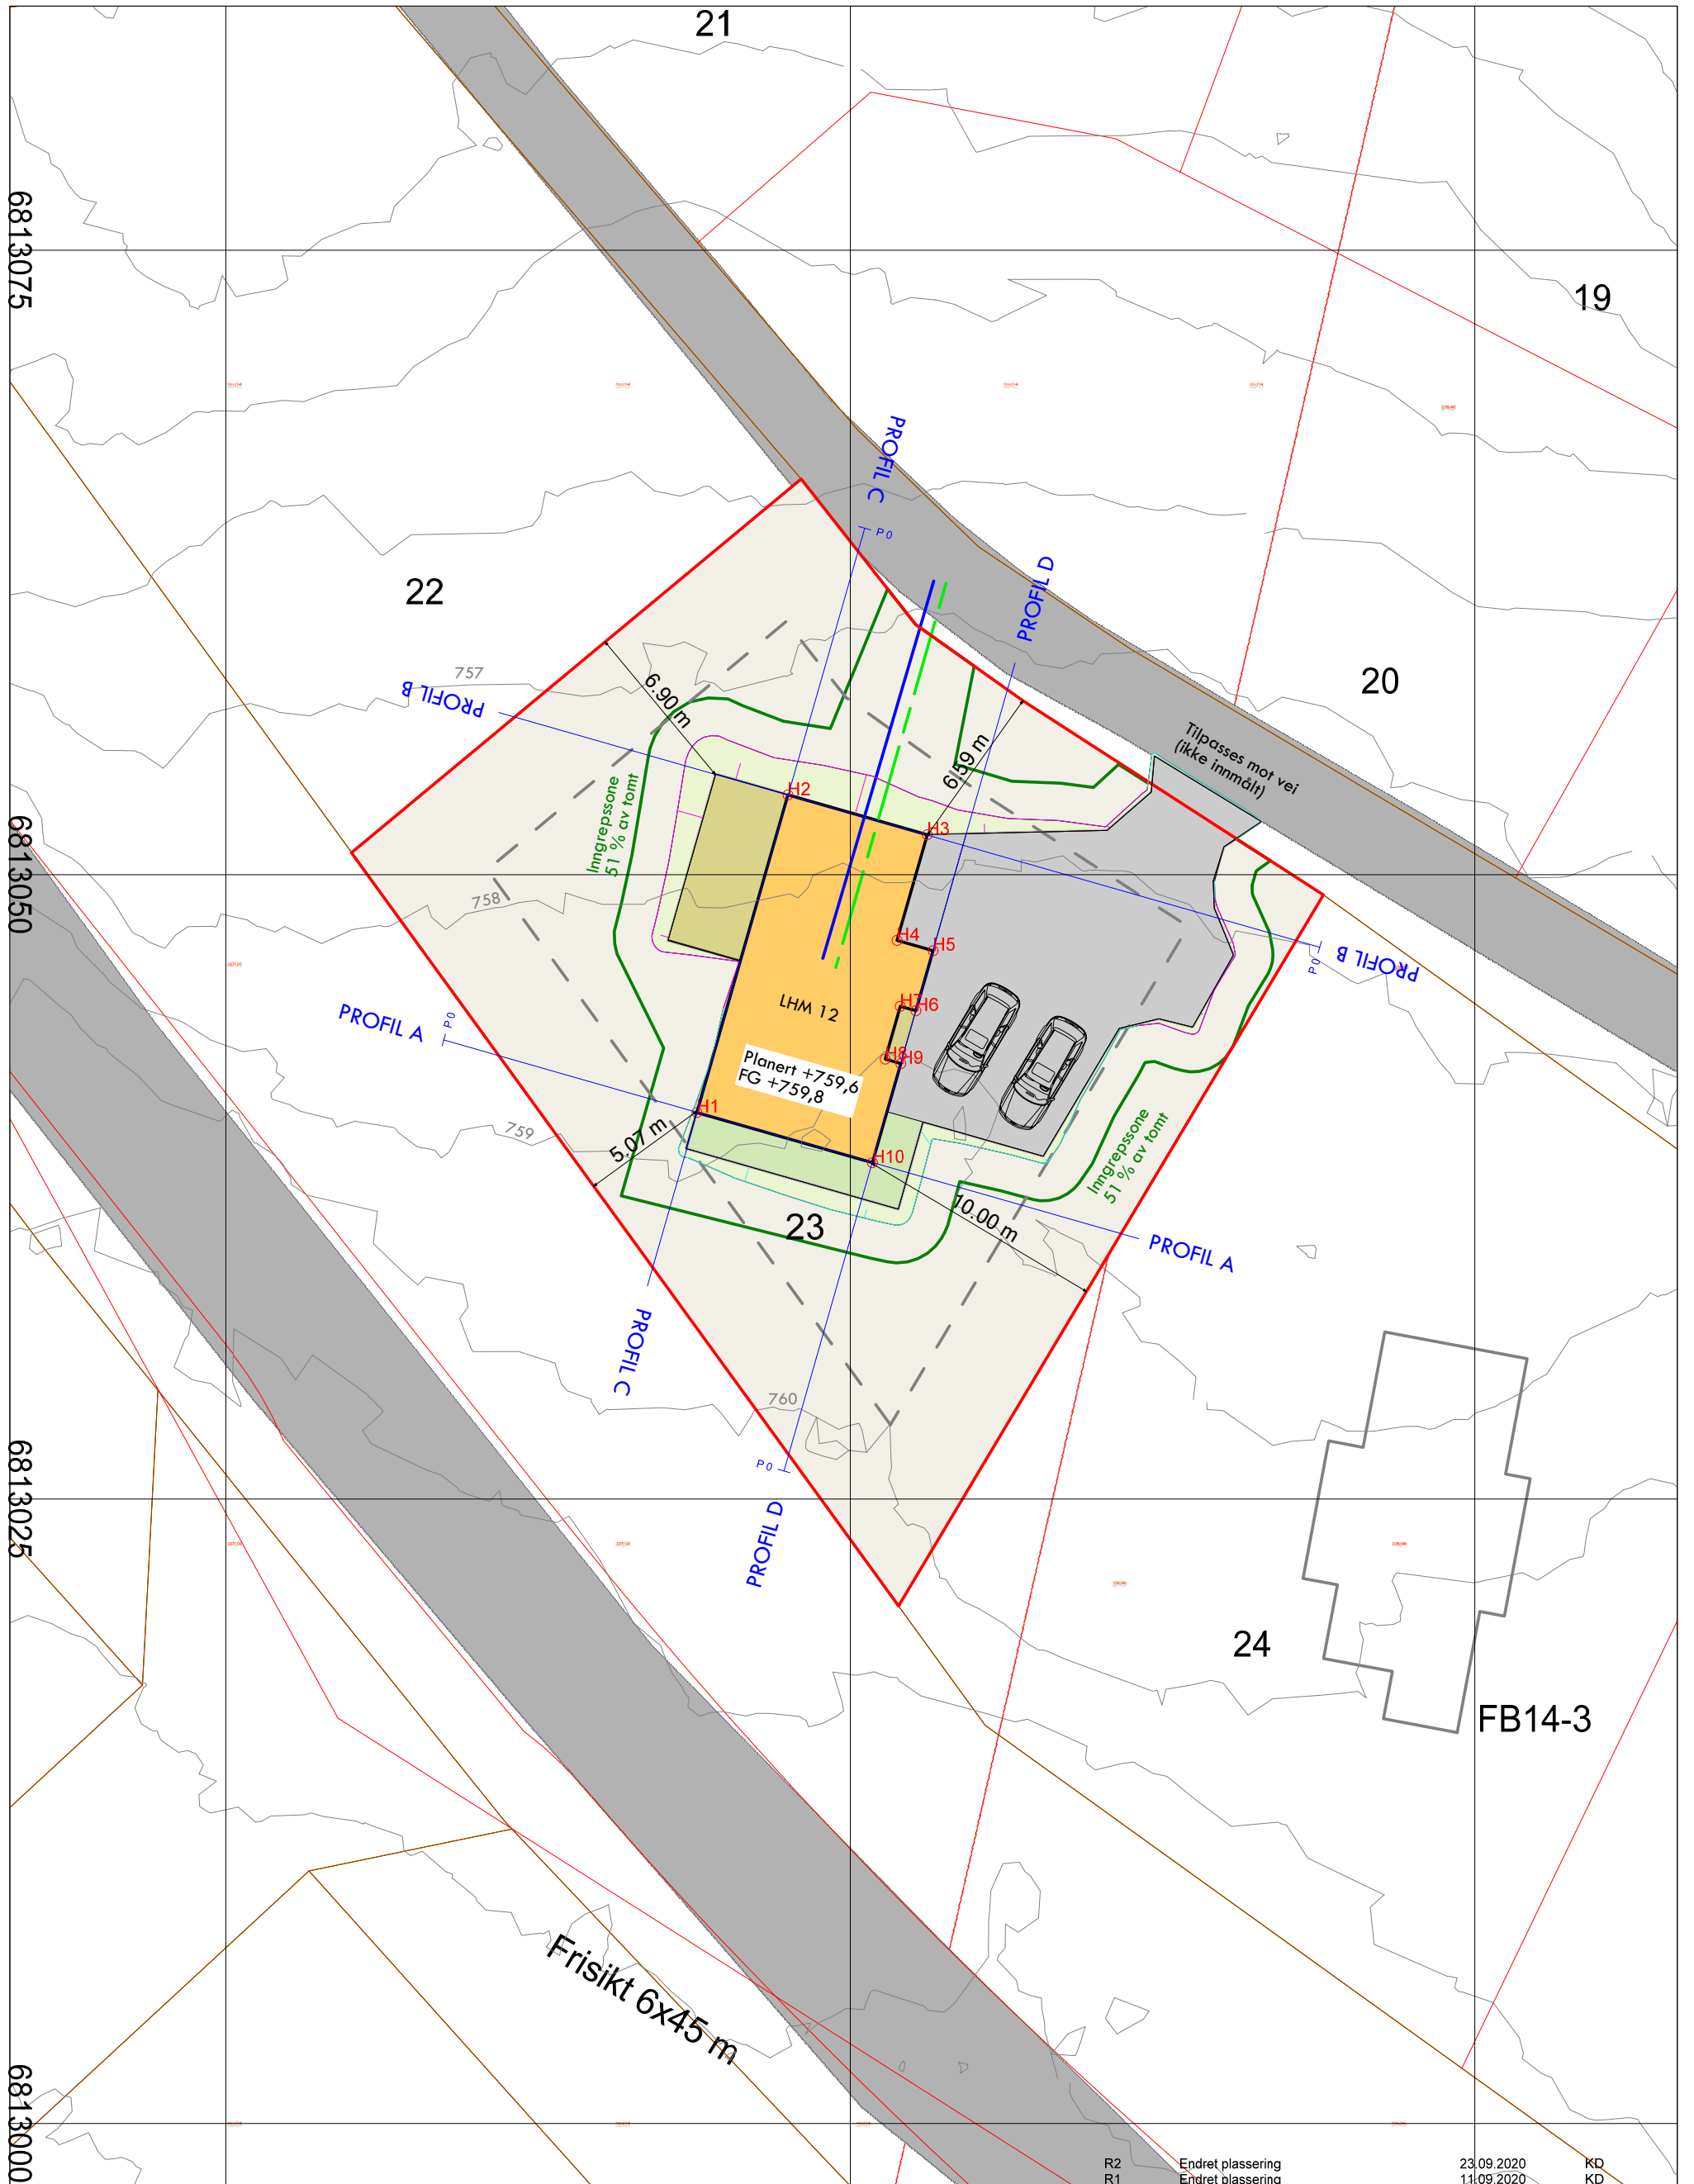 21
6813075
19
PROFIL C
P 0
PROFIL D
22
757
PROFIL B
6.90 m
20
Tilpasses mot vei
(ikke innmålt)
6.59 m
H2
Inngrepssone
51 % av tomt
H3
6813050
758
H4
H5
P 0
PROFIL B
LHM 12
H7
H6
PROFIL A
P 0
Planert +759,6
FG +759,8
H8
H9
H1
759
5.07 m
H10
Inngrepssone
51 % av tomt
10.00 m
23
PROFIL A
PROFIL C
760
P 0
6813025
PROFIL D
24
FB14-3
Frisikt 6x45 m
6813000
R2 Endret plassering 23.09.2020 KD
R1 Endret plassering 11.09.2020 KD